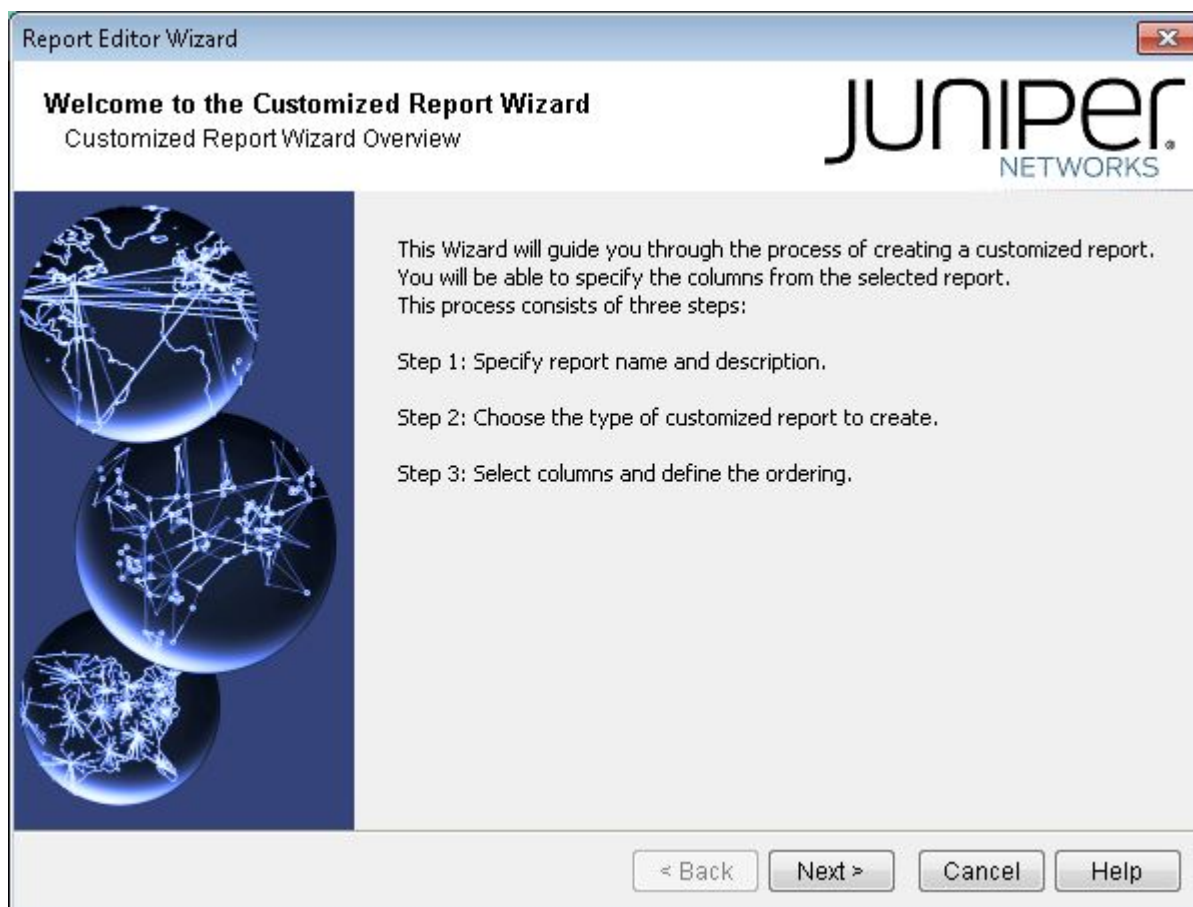 Report Editor Wizard
Welcome to the Customized Report Wizard
Customized Report Wizard Overview
JUNIPER
NETWORKS
This Wizard will guide you through the process of creating a customized report.
You will be able to specify the columns from the selected report.
This process consists of three steps:
Step 1: Specify report name and description.
Step 2: Choose the type of customized report to create.
Step 3: Select columns and define the ordering.
< Back
Next >
Cancel
Help